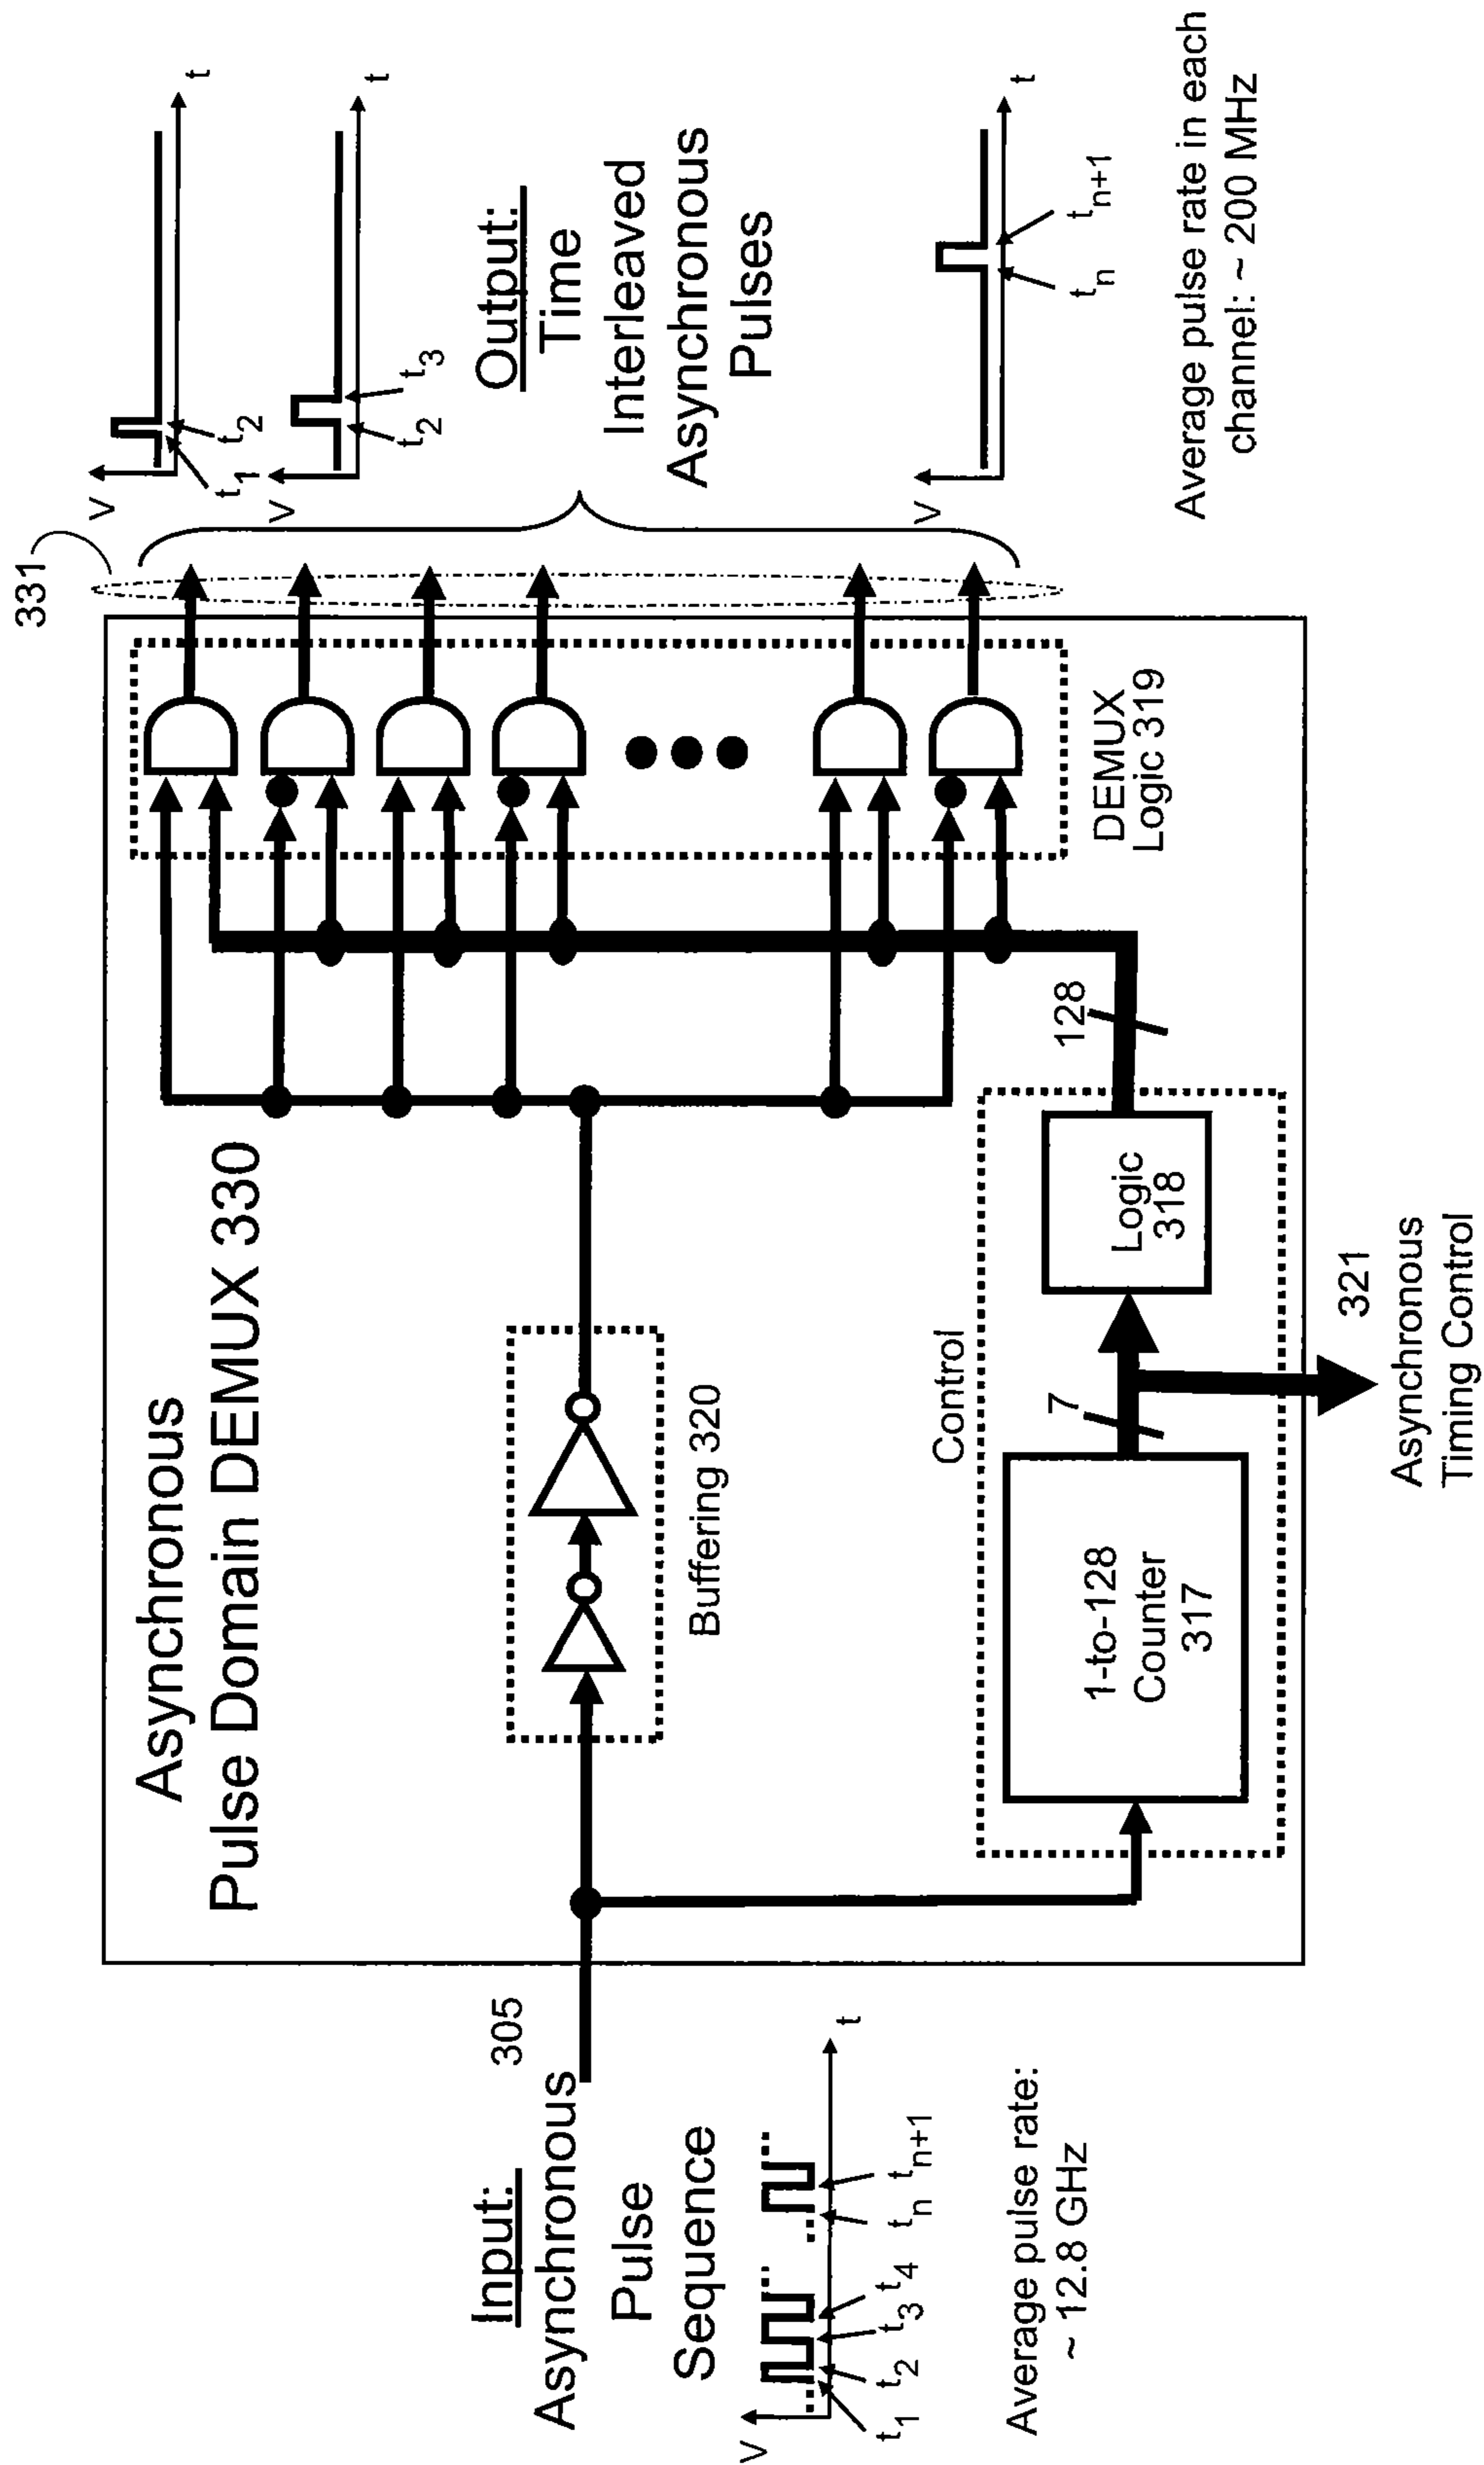 Asynchronous
Pulse Domain DEMUX 330
Input:
Asynchronous
Pulse
Sequence
305
V
t
t1
t2
t3
t4
tn
tn+1
Average pulse rate:
~ 12.8 GHz
Buffering 320
Control
1-to-128
Counter
317
7
Logic
318
128
321
Asynchronous
Timing Control
DEMUX
Logic 319
331
V
t
t1
t2
V
t
t2
t3
Output:
Time
Interleaved
Asynchronous
Pulses
V
t
tn
tn+1
Average pulse rate in each
channel: ~ 200 MHz